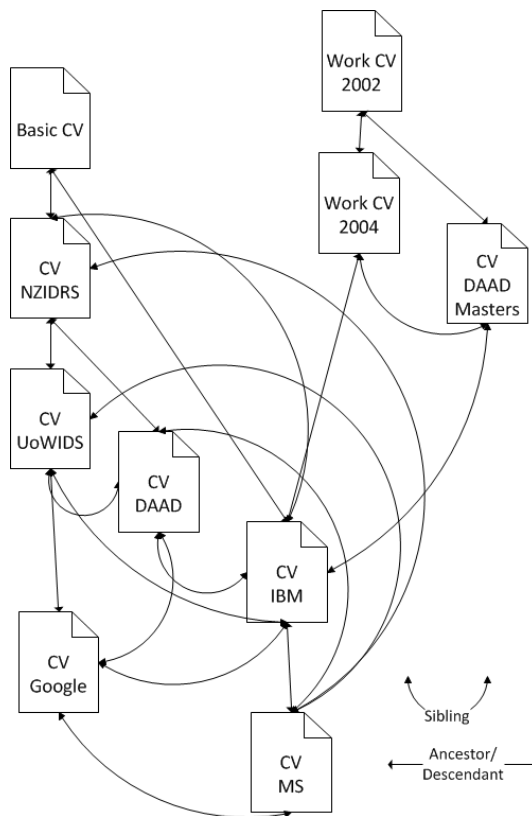 Work CV
2002
Basic CV
Work CV
2004
CV
NZIDRS
CV
DAAD
Masters
CV
UoWIDS
CV
DAAD
CV
IBM
CV
Google
Sibling
CV
MS
Ancestor/
Descendant